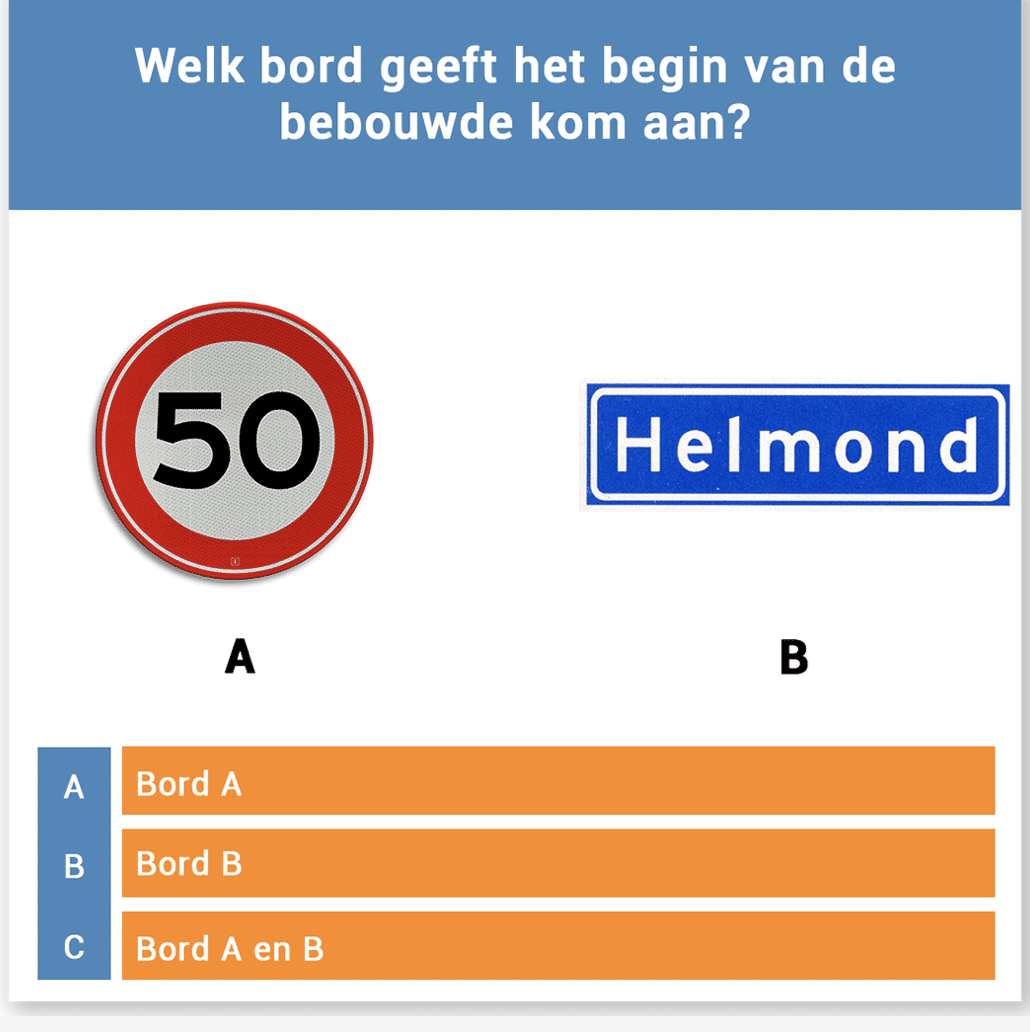 Welk bord geeft het begin van de
bebouwde kom aan?
50
Helmond
A
B
A Bord A
B Bord B
C Bord A en B